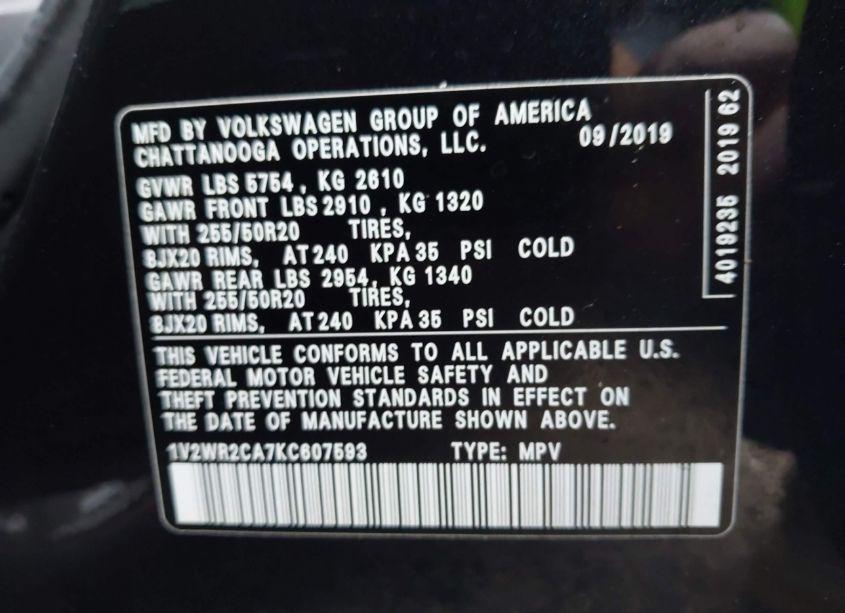 MFD BY VOLKSWAGEN GROUP OF AMERICA
CHATTANOOGA OPERATIONS, LLC. 09/2019
GVWR LBS 5754, KG 2610
GAWR FRONT LBS 2910, KG 1320
WITH 255/50R20 TIRES,
8JX20 RIMS, AT 240 KPA 35 PSI COLD
GAWR REAR LBS 2954, KG 1340
WITH 255/50R20 TIRES,
8JX20 RIMS, AT 240 KPA 35 PSI COLD
THIS VEHICLE CONFORMS TO ALL APPLICABLE U.S.
FEDERAL MOTOR VEHICLE SAFETY AND
THEFT PREVENTION STANDARDS IN EFFECT ON
THE DATE OF MANUFACTURE SHOWN ABOVE.
1V2WR2CA7KC607593 TYPE: MPV
4019235 2019 62